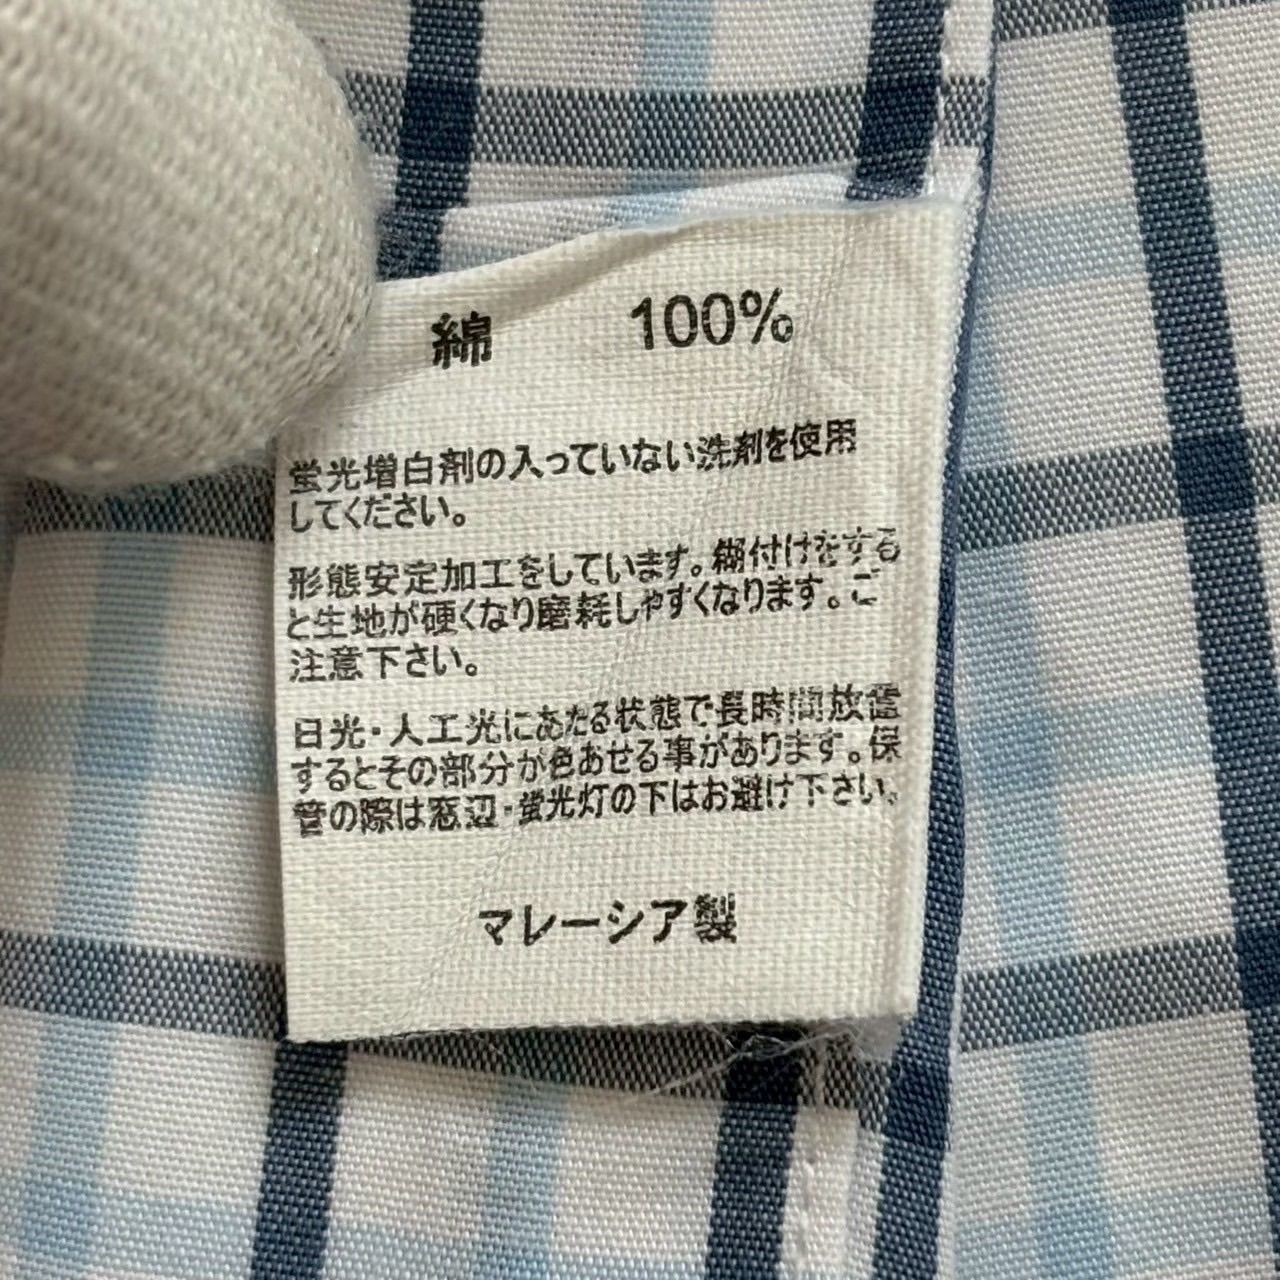 綿 100%
蛍光増白剤の入っていない洗剤を使用
してください。
形態安定加工をしています。糊付けをする
と生地が硬くなり磨耗しやすくなります。ご
注意下さい。
日光・人工光にあたる状態で長時間放置
するとその部分が色あせる事があります。保
管の際は窓辺・蛍光灯の下はお避け下さい。
マレーシア製